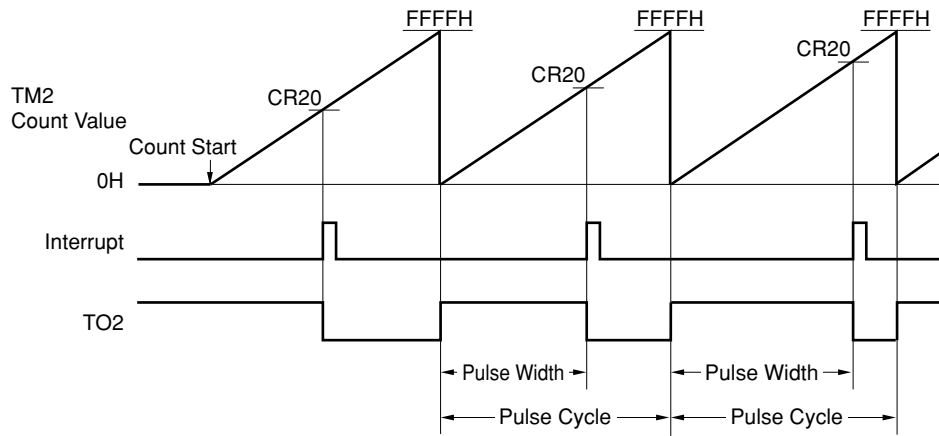 FFFFH FFFFH FFFFH
CR20
CR20
CR20
TM2
Count Value
Count Start
0H
Interrupt
TO2
Pulse Width Pulse Width
Pulse Cycle Pulse Cycle